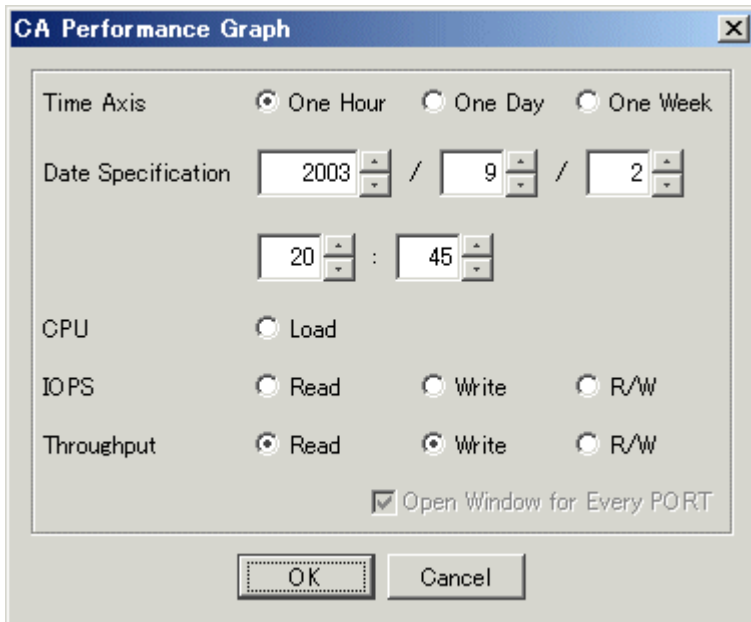 CA Performance Graph
Time Axis One Hour One Day One Week
Date Specification 2003 / 9 / 2
20 : 45
CPU Load
IOPS Read Write R/W
Throughput Read Write R/W
Open Window for Every PORT
OK Cancel